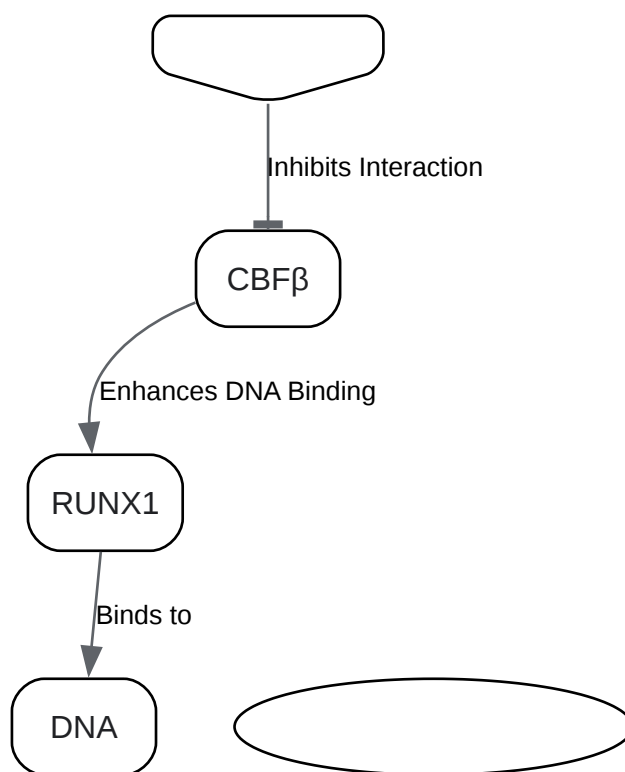 Inhibits Interaction
CBFβ
Enhances DNA Binding
RUNX1
Binds to
DNA